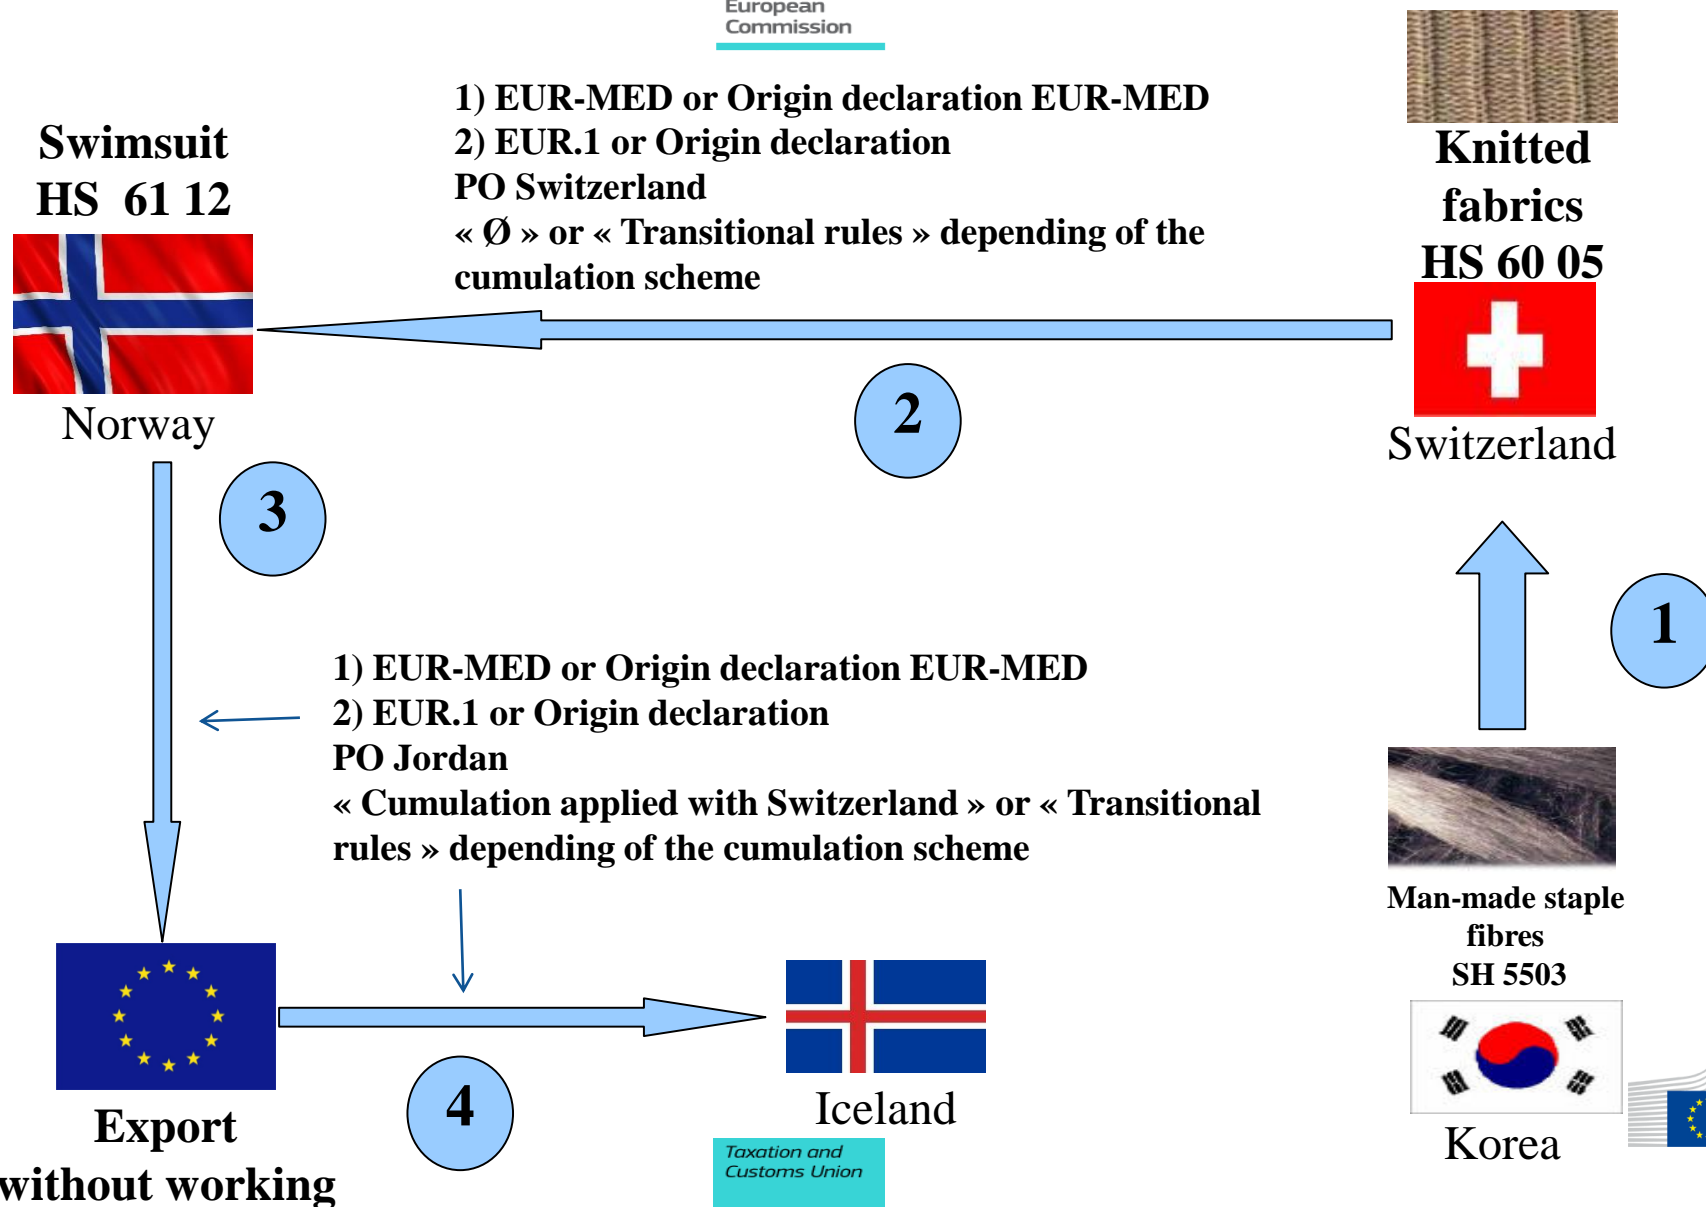 European
Commission
1) EUR-MED or Origin declaration EUR-MED
2) EUR.1 or Origin declaration
PO Switzerland
« Ø » or « Transitional rules » depending of the
cumulation scheme
Swimsuit
HS 61 12
Norway
Knitted
fabrics
HS 60 05
Switzerland
2
3
1
1) EUR-MED or Origin declaration EUR-MED
2) EUR.1 or Origin declaration
PO Jordan
« Cumulation applied with Switzerland » or « Transitional
rules » depending of the cumulation scheme
Man-made staple
fibres
SH 5503
Korea
Export
without working
4
Iceland
Taxation and
Customs Union